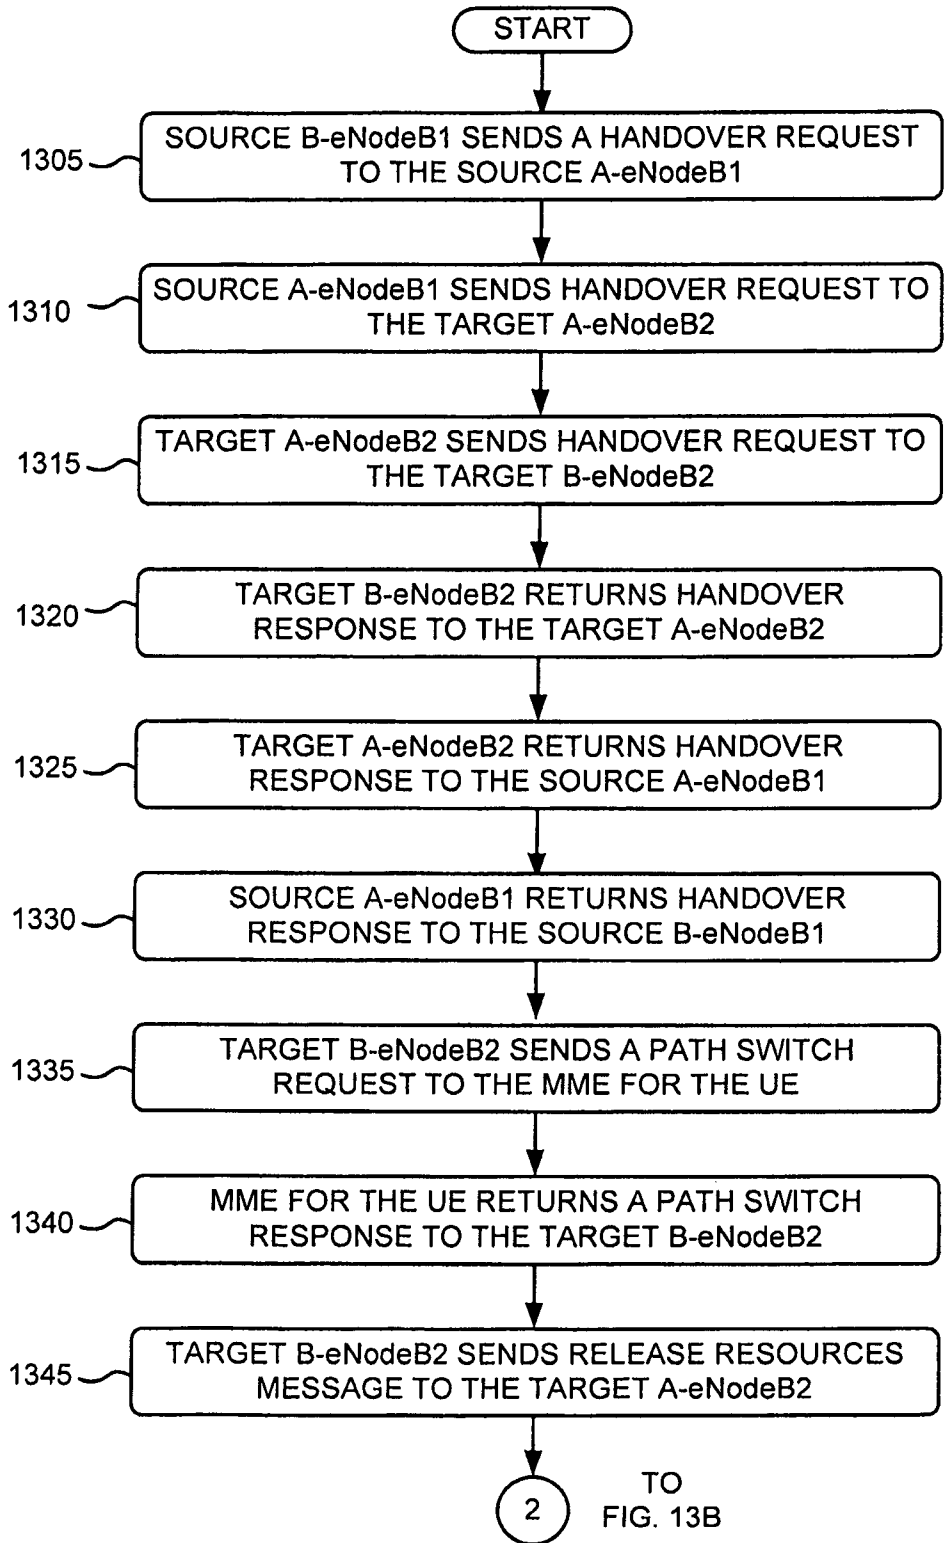 START
1305
SOURCE B-eNodeB1 SENDS A HANDOVER REQUEST
TO THE SOURCE A-eNodeB1
1310
SOURCE A-eNodeB1 SENDS HANDOVER REQUEST TO
THE TARGET A-eNodeB2
1315
TARGET A-eNodeB2 SENDS HANDOVER REQUEST TO
THE TARGET B-eNodeB2
1320
TARGET B-eNodeB2 RETURNS HANDOVER
RESPONSE TO THE TARGET A-eNodeB2
1325
TARGET A-eNodeB2 RETURNS HANDOVER
RESPONSE TO THE SOURCE A-eNodeB1
1330
SOURCE A-eNodeB1 RETURNS HANDOVER
RESPONSE TO THE SOURCE B-eNodeB1
1335
TARGET B-eNodeB2 SENDS A PATH SWITCH
REQUEST TO THE MME FOR THE UE
1340
MME FOR THE UE RETURNS A PATH SWITCH
RESPONSE TO THE TARGET B-eNodeB2
1345
TARGET B-eNodeB2 SENDS RELEASE RESOURCES
MESSAGE TO THE TARGET A-eNodeB2
2
TO
FIG. 13B